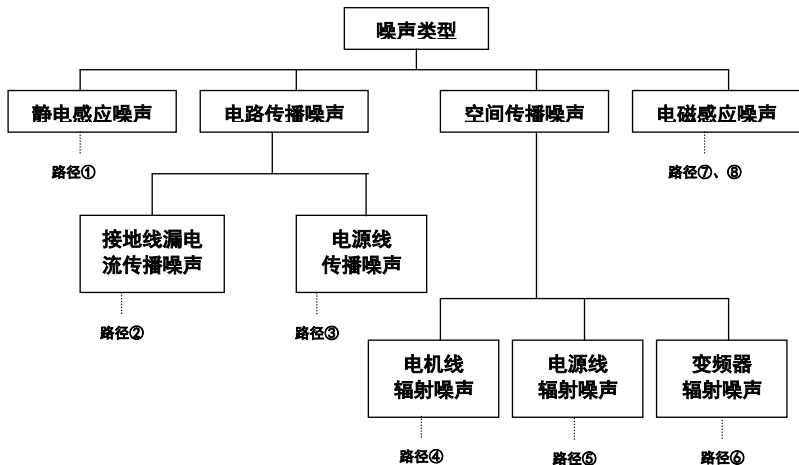 噪声类型
静电感应噪声
电路传播噪声
空间传播噪声
电磁感应噪声
路径①
路径⑦、⑧
接地线漏电
流传播噪声
电源线
传播噪声
路径②
路径③
电机线
辐射噪声
电源线
辐射噪声
变频器
辐射噪声
路径④
路径⑤
路径⑥